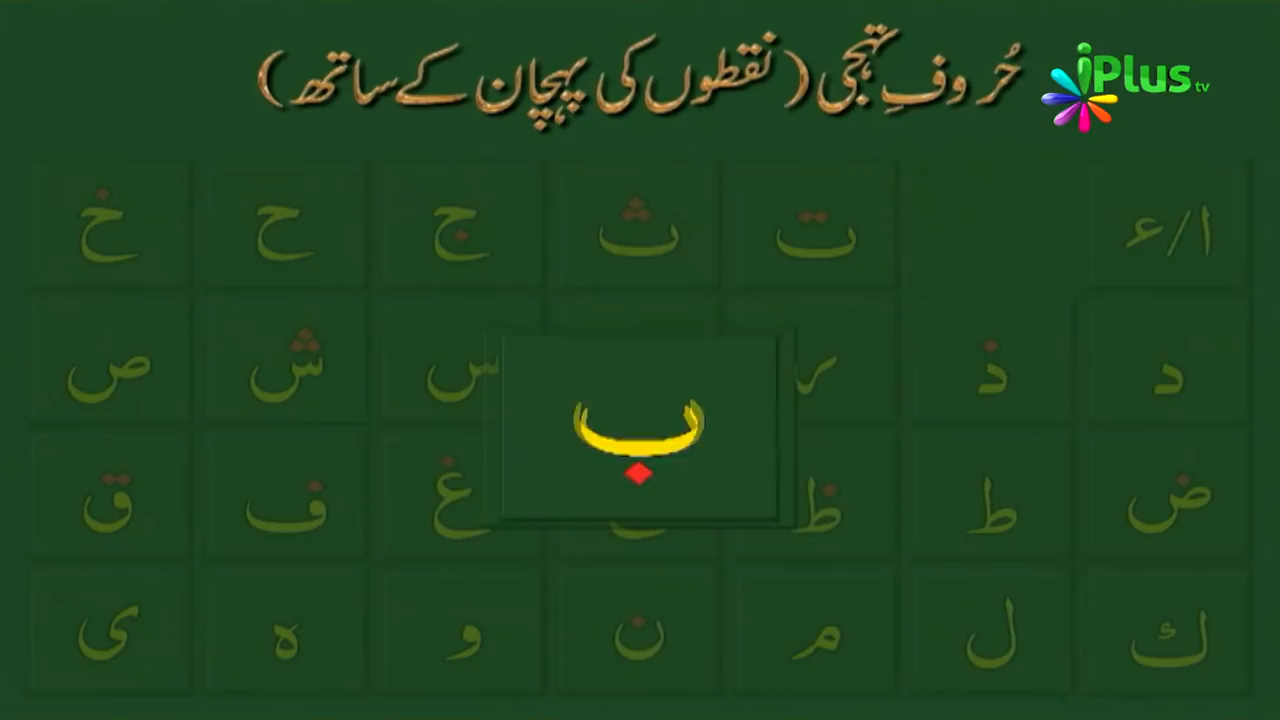 حُروفِ تہجی (نقطوں کی پہچان کے ساتھ)
iPlus tv
ا/ء ت ث ج ح خ
د ذ ر س ش ص
ب
ض ط ظ غ ف ق
ك ل م ن و ہ ی